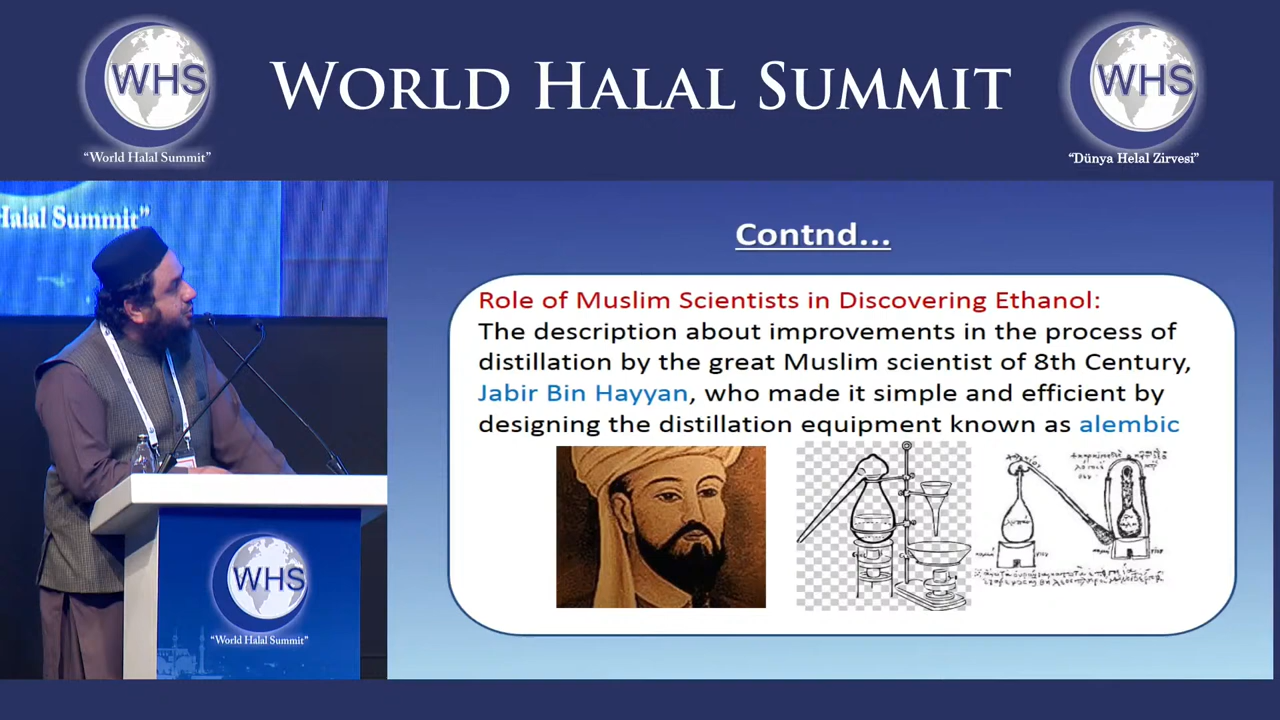 WHS
"World Halal Summit"
WORLD HALAL SUMMIT
WHS
"Dünya Helal Zirvesi"
Halal Summit"
Contnd...
Role of Muslim Scientists in Discovering Ethanol:
The description about improvements in the process of
distillation by the great Muslim scientist of 8th Century,
Jabir Bin Hayyan, who made it simple and efficient by
designing the distillation equipment known as alembic
WHS
"World Halal Summit"